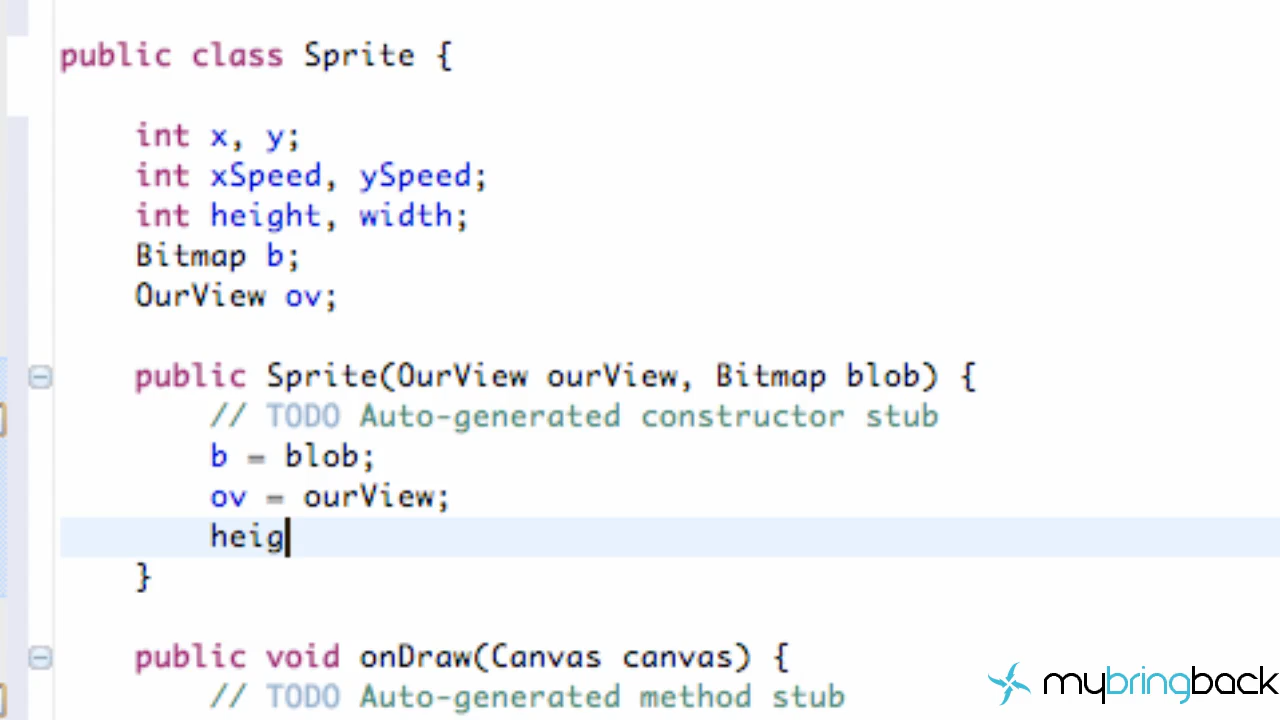 public class Sprite {
int x, y;
int xSpeed, ySpeed;
int height, width;
Bitmap b;
OurView ov;
public Sprite(OurView ourView, Bitmap blob) {
// TODO Auto-generated constructor stub
b = blob;
ov = ourView;
heig
}
public void onDraw(Canvas canvas) {
// TODO Auto-generated method stub
mybringback